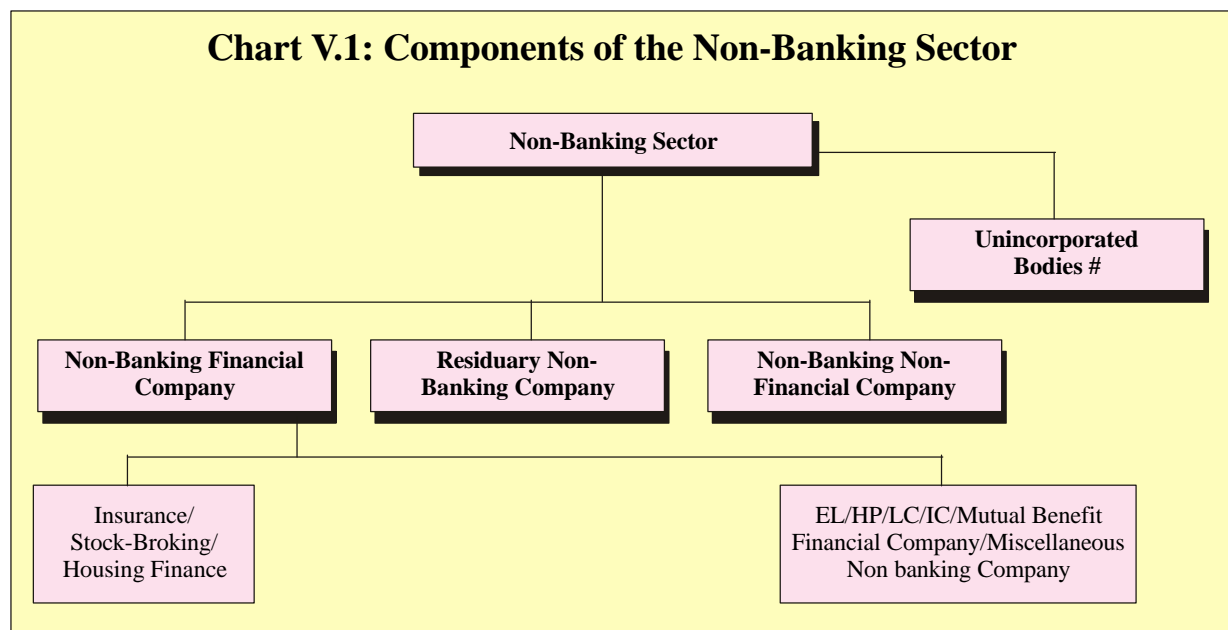 Chart V.1: Components of the Non-Banking Sector
Non-Banking Sector
Unincorporated
Bodies #
Non-Banking Financial
Company
Residuary Non-
Banking Company
Non-Banking Non-
Financial Company
Insurance/
Stock-Broking/
Housing Finance
EL/HP/LC/IC/Mutual Benefit
Financial Company/Miscellaneous
Non banking Company